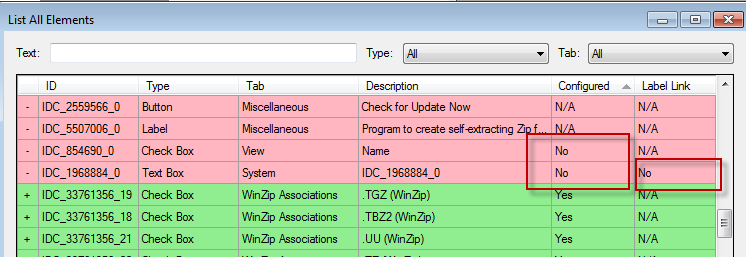 List All Elements
Text: Type: All Tab: All
ID Type Tab Description Configured Label Link
- IDC_2559566_0 Button Miscellaneous Check for Update Now N/A N/A
- IDC_5507006_0 Label Miscellaneous Program to create self-extracting Zip f... N/A N/A
- IDC_854690_0 Check Box View Name No N/A
- IDC_1968884_0 Text Box System IDC_1968884_0 No No
+ IDC_33761356_19 Check Box WinZip Associations .TGZ (WinZip) Yes N/A
+ IDC_33761356_18 Check Box WinZip Associations .TBZ2 (WinZip) Yes N/A
+ IDC_33761356_21 Check Box WinZip Associations .UU (WinZip) Yes N/A